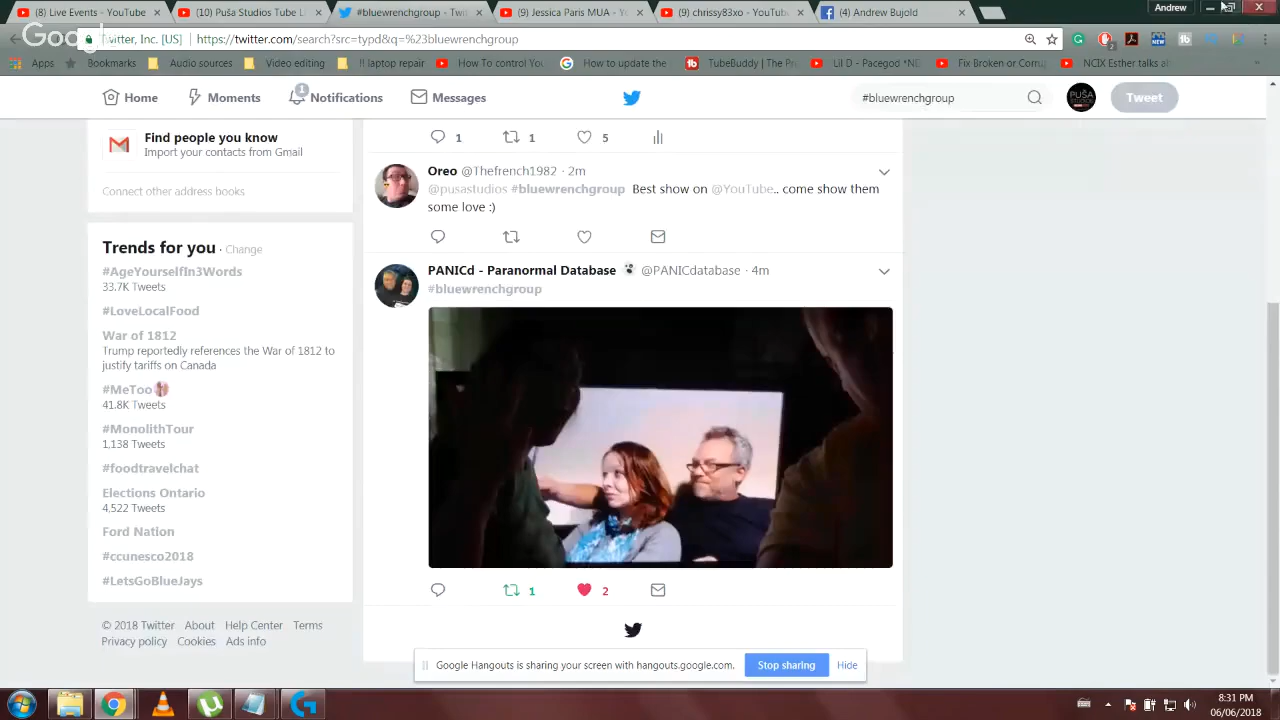 (8) Live Events - YouTube
(10) Puša Studios Tube L
#bluewrenchgroup - Twi
(9) Jessica Paris MUA - Yo
(9) chrissy83xo - YouTub
(4) Andrew Bujold
Andrew
Twitter, Inc. [US]
https://twitter.com/search?src=typd&q=%23bluewrenchgroup
Apps
Bookmarks
Audio sources
Video editing
!! laptop repair
How To control You
How to update the
TubeBuddy | The Pr
Lil D - Pacegod *NE
Fix Broken or Corru
NCIX Esther talks a
Home
Moments
1
Notifications
Messages
#bluewrenchgroup
PUŠA
STUDIOS
Tweet
Find people you know
Import your contacts from Gmail
Connect other address books
Trends for you · Change
#AgeYourselfIn3Words
33.7K Tweets
#LoveLocalFood
War of 1812
Trump reportedly references the War of 1812 to
justify tariffs on Canada
#MeToo
41.8K Tweets
#MonolithTour
1,138 Tweets
#foodtravelchat
Elections Ontario
4,522 Tweets
Ford Nation
#ccunesco2018
#LetsGoBlueJays
© 2018 Twitter About Help Center Terms
Privacy policy Cookies Ads info
1 1 5
Oreo @Thefrench1982 · 2m
@pusastudios #bluewrenchgroup Best show on @YouTube.. come show them
some love :)
PANICd - Paranormal Database @PANICdatabase · 4m
#bluewrenchgroup
1 2
Google Hangouts is sharing your screen with hangouts.google.com.
Stop sharing
Hide
8:31 PM
06/06/2018